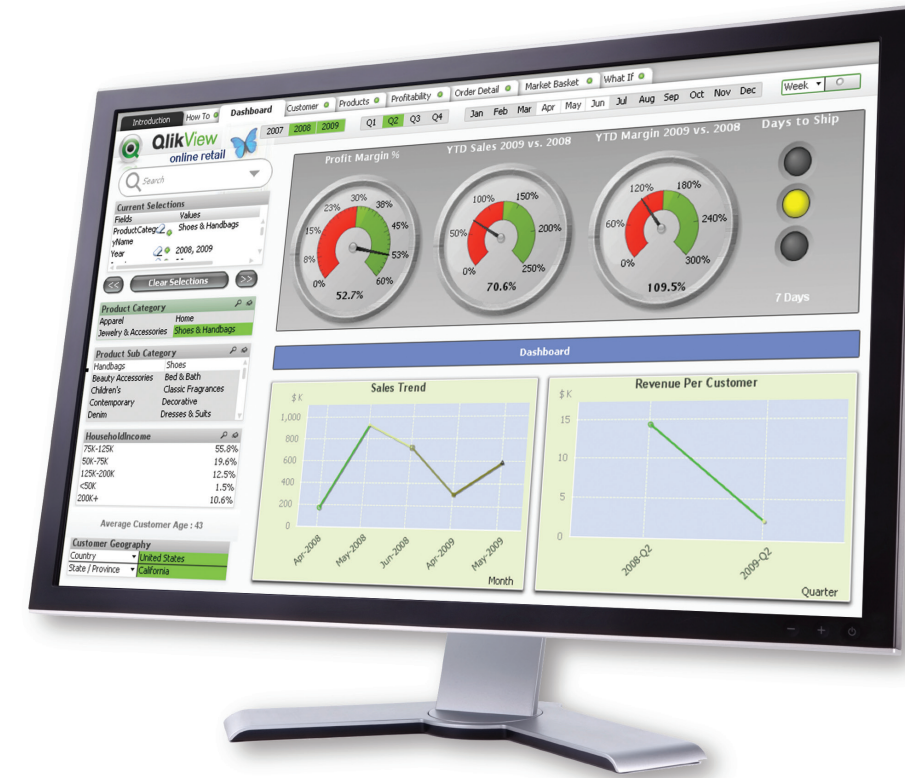 Introduction
How To
Dashboard
Customer
Products
Profitability
Order Detail
Market Basket
What If
QlikView
online retail
2007 2008 2009
Q1 Q2 Q3 Q4
Jan Feb Mar Apr May Jun Jul Aug Sep Oct Nov Dec
Week
Search
Current Selections
Fields Values
ProductCateg Shoes & Handbags
yName
Year 2 2008, 2009
<< Clear Selections >>
Product Category
Apparel Home
Jewelry & Accessories Shoes & Handbags
Product Sub Category
Handbags Shoes
Beauty Accessories Bed & Bath
Children's Classic Fragrances
Contemporary Decorative
Denim Dresses & Suits
HouseholdIncome
75K-125K 55.8%
50K-75K 19.6%
125K-200K 12.5%
<50K 1.5%
200K+ 10.6%
Average Customer Age : 43
Customer Geography
Country United States
State / Province California
Profit Margin %
0% 8% 15% 23% 30% 38% 45% 53% 60%
52.7%
YTD Sales 2009 vs. 2008
0% 50% 100% 150% 200% 250%
70.6%
YTD Margin 2009 vs. 2008
0% 60% 120% 180% 240% 300%
109.5%
Days to Ship
7 Days
Dashboard
Sales Trend
$ K
1,000
800
600
400
200
0
Apr-2008 May-2008 Jun-2008 Apr-2009 May-2009
Month
Revenue Per Customer
$ K
15
10
5
0
2008-Q2 2009-Q2
Quarter